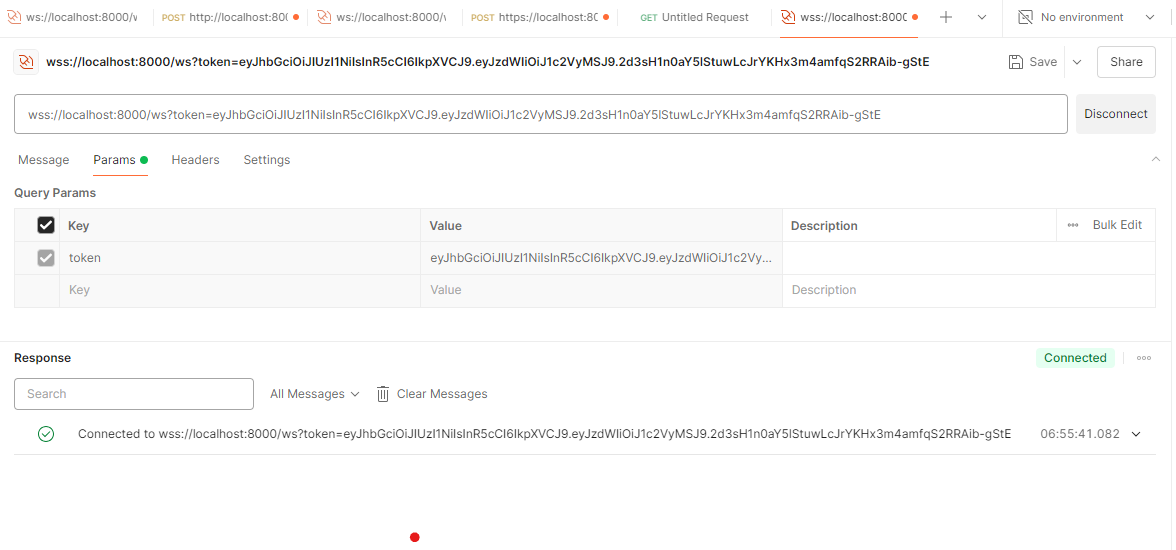 wss://localhost:8000/w POST http://localhost:80 wss://localhost:8000/w POST https://localhost:80 GET Untitled Request wss://localhost:8000 No environment
wss://localhost:8000/ws?token=eyJhbGciOiJIUzI1NiIsInR5cCI6IkpXVCJ9.eyJzdWIiOiJ1c2VyMSJ9.2d3sH1n0aY5lStuwLcJrYKHx3m4amfqS2RRAib-gStE Save Share
wss://localhost:8000/ws?token=eyJhbGciOiJIUzI1NiIsInR5cCI6IkpXVCJ9.eyJzdWIiOiJ1c2VyMSJ9.2d3sH1n0aY5lStuwLcJrYKHx3m4amfqS2RRAib-gStE Disconnect
Message Params Headers Settings
Query Params
Key Value Description Bulk Edit
token eyJhbGciOiJIUzI1NiIsInR5cCI6IkpXVCJ9.eyJzdWIiOiJ1c2Vy...
Key Value Description
Response Connected
Search All Messages Clear Messages
Connected to wss://localhost:8000/ws?token=eyJhbGciOiJIUzI1NiIsInR5cCI6IkpXVCJ9.eyJzdWIiOiJ1c2VyMSJ9.2d3sH1n0aY5lStuwLcJrYKHx3m4amfqS2RRAib-gStE 06:55:41.082